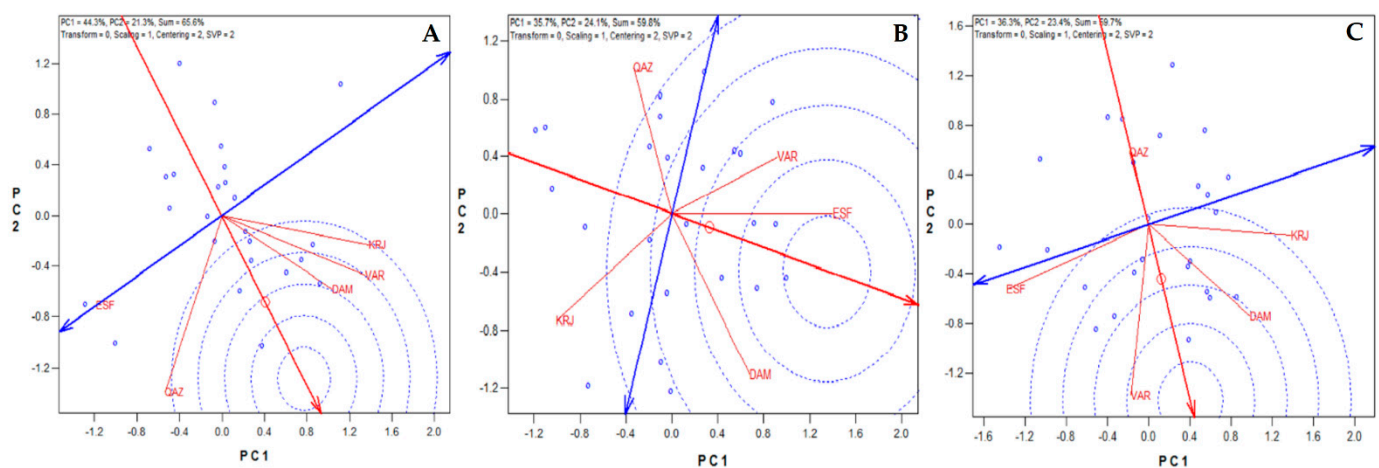 PC1 = 44.3%, PC2 = 21.3%, Sum = 65.6%
Transform = 0, Scaling = 1, Centering = 2, SVP = 2
A
1.2
0.8
0.4
0.0
-0.4
-0.8
-1.2
PC2
KRJ
VAR
DAM
ESF
QAZ
-1.2
-0.8
-0.4
0.0
0.4
0.8
1.2
1.6
2.0
PC1
PC1 = 35.7%, PC2 = 24.1%, Sum = 59.8%
Transform = 0, Scaling = 1, Centering = 2, SVP = 2
B
1.2
0.8
0.4
0.0
-0.4
-0.8
-1.2
PC2
QAZ
VAR
ESF
KRJ
DAM
-1.2
-0.8
-0.4
0.0
0.4
0.8
1.2
1.6
2.0
PC1
PC1 = 36.3%, PC2 = 23.4%, Sum = 59.7%
Transform = 0, Scaling = 1, Centering = 2, SVP = 2
C
1.6
1.2
0.8
0.4
0.0
-0.4
-0.8
-1.2
PC2
QAZ
KRJ
ESF
DAM
VAR
-1.6
-1.2
-0.8
-0.4
0.0
0.4
0.8
1.2
1.6
2.0
PC1